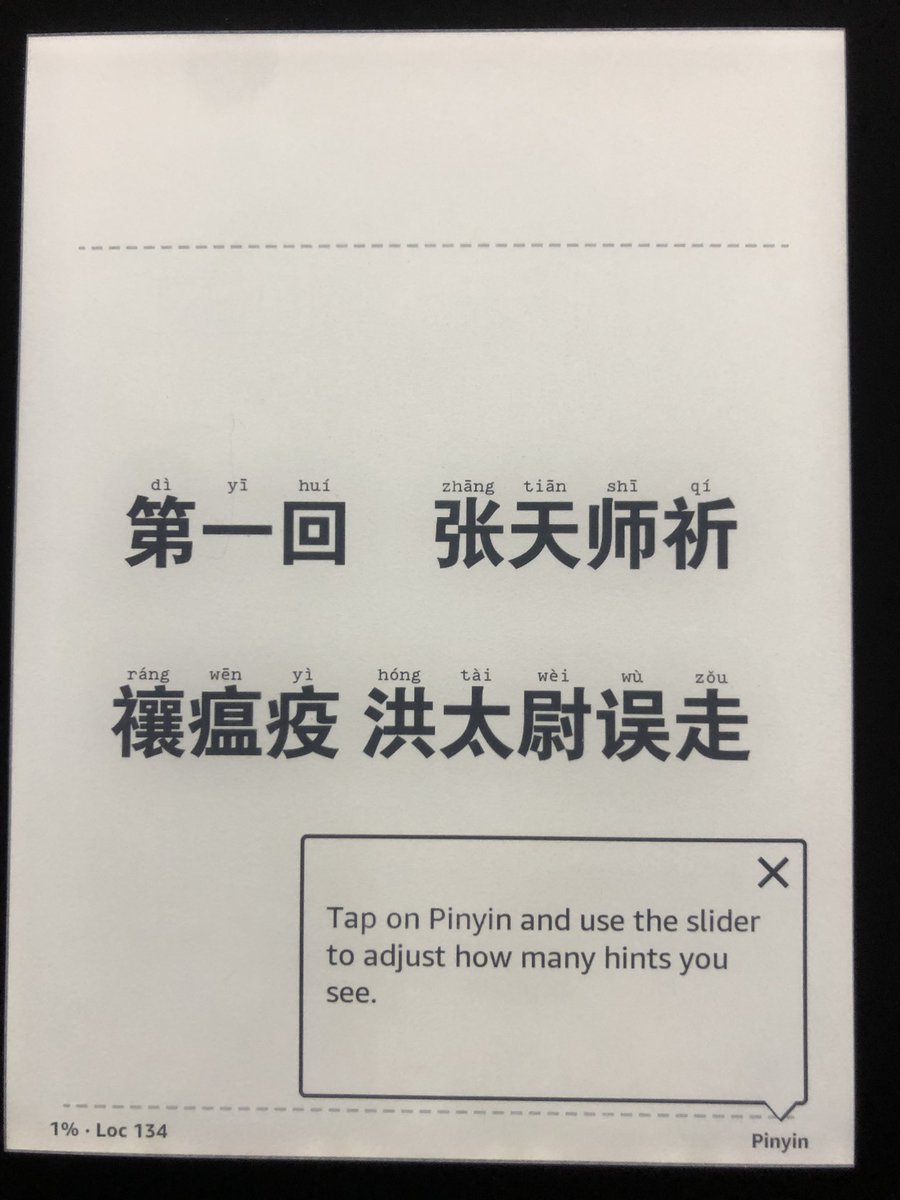 dì yī huí zhāng tiān shī qí
第一回 张天师祈
ráng wēn yì hóng tài wèi wù zǒu
禳瘟疫 洪太尉误走
Tap on Pinyin and use the slider
to adjust how many hints you
see.
1% · Loc 134
Pinyin